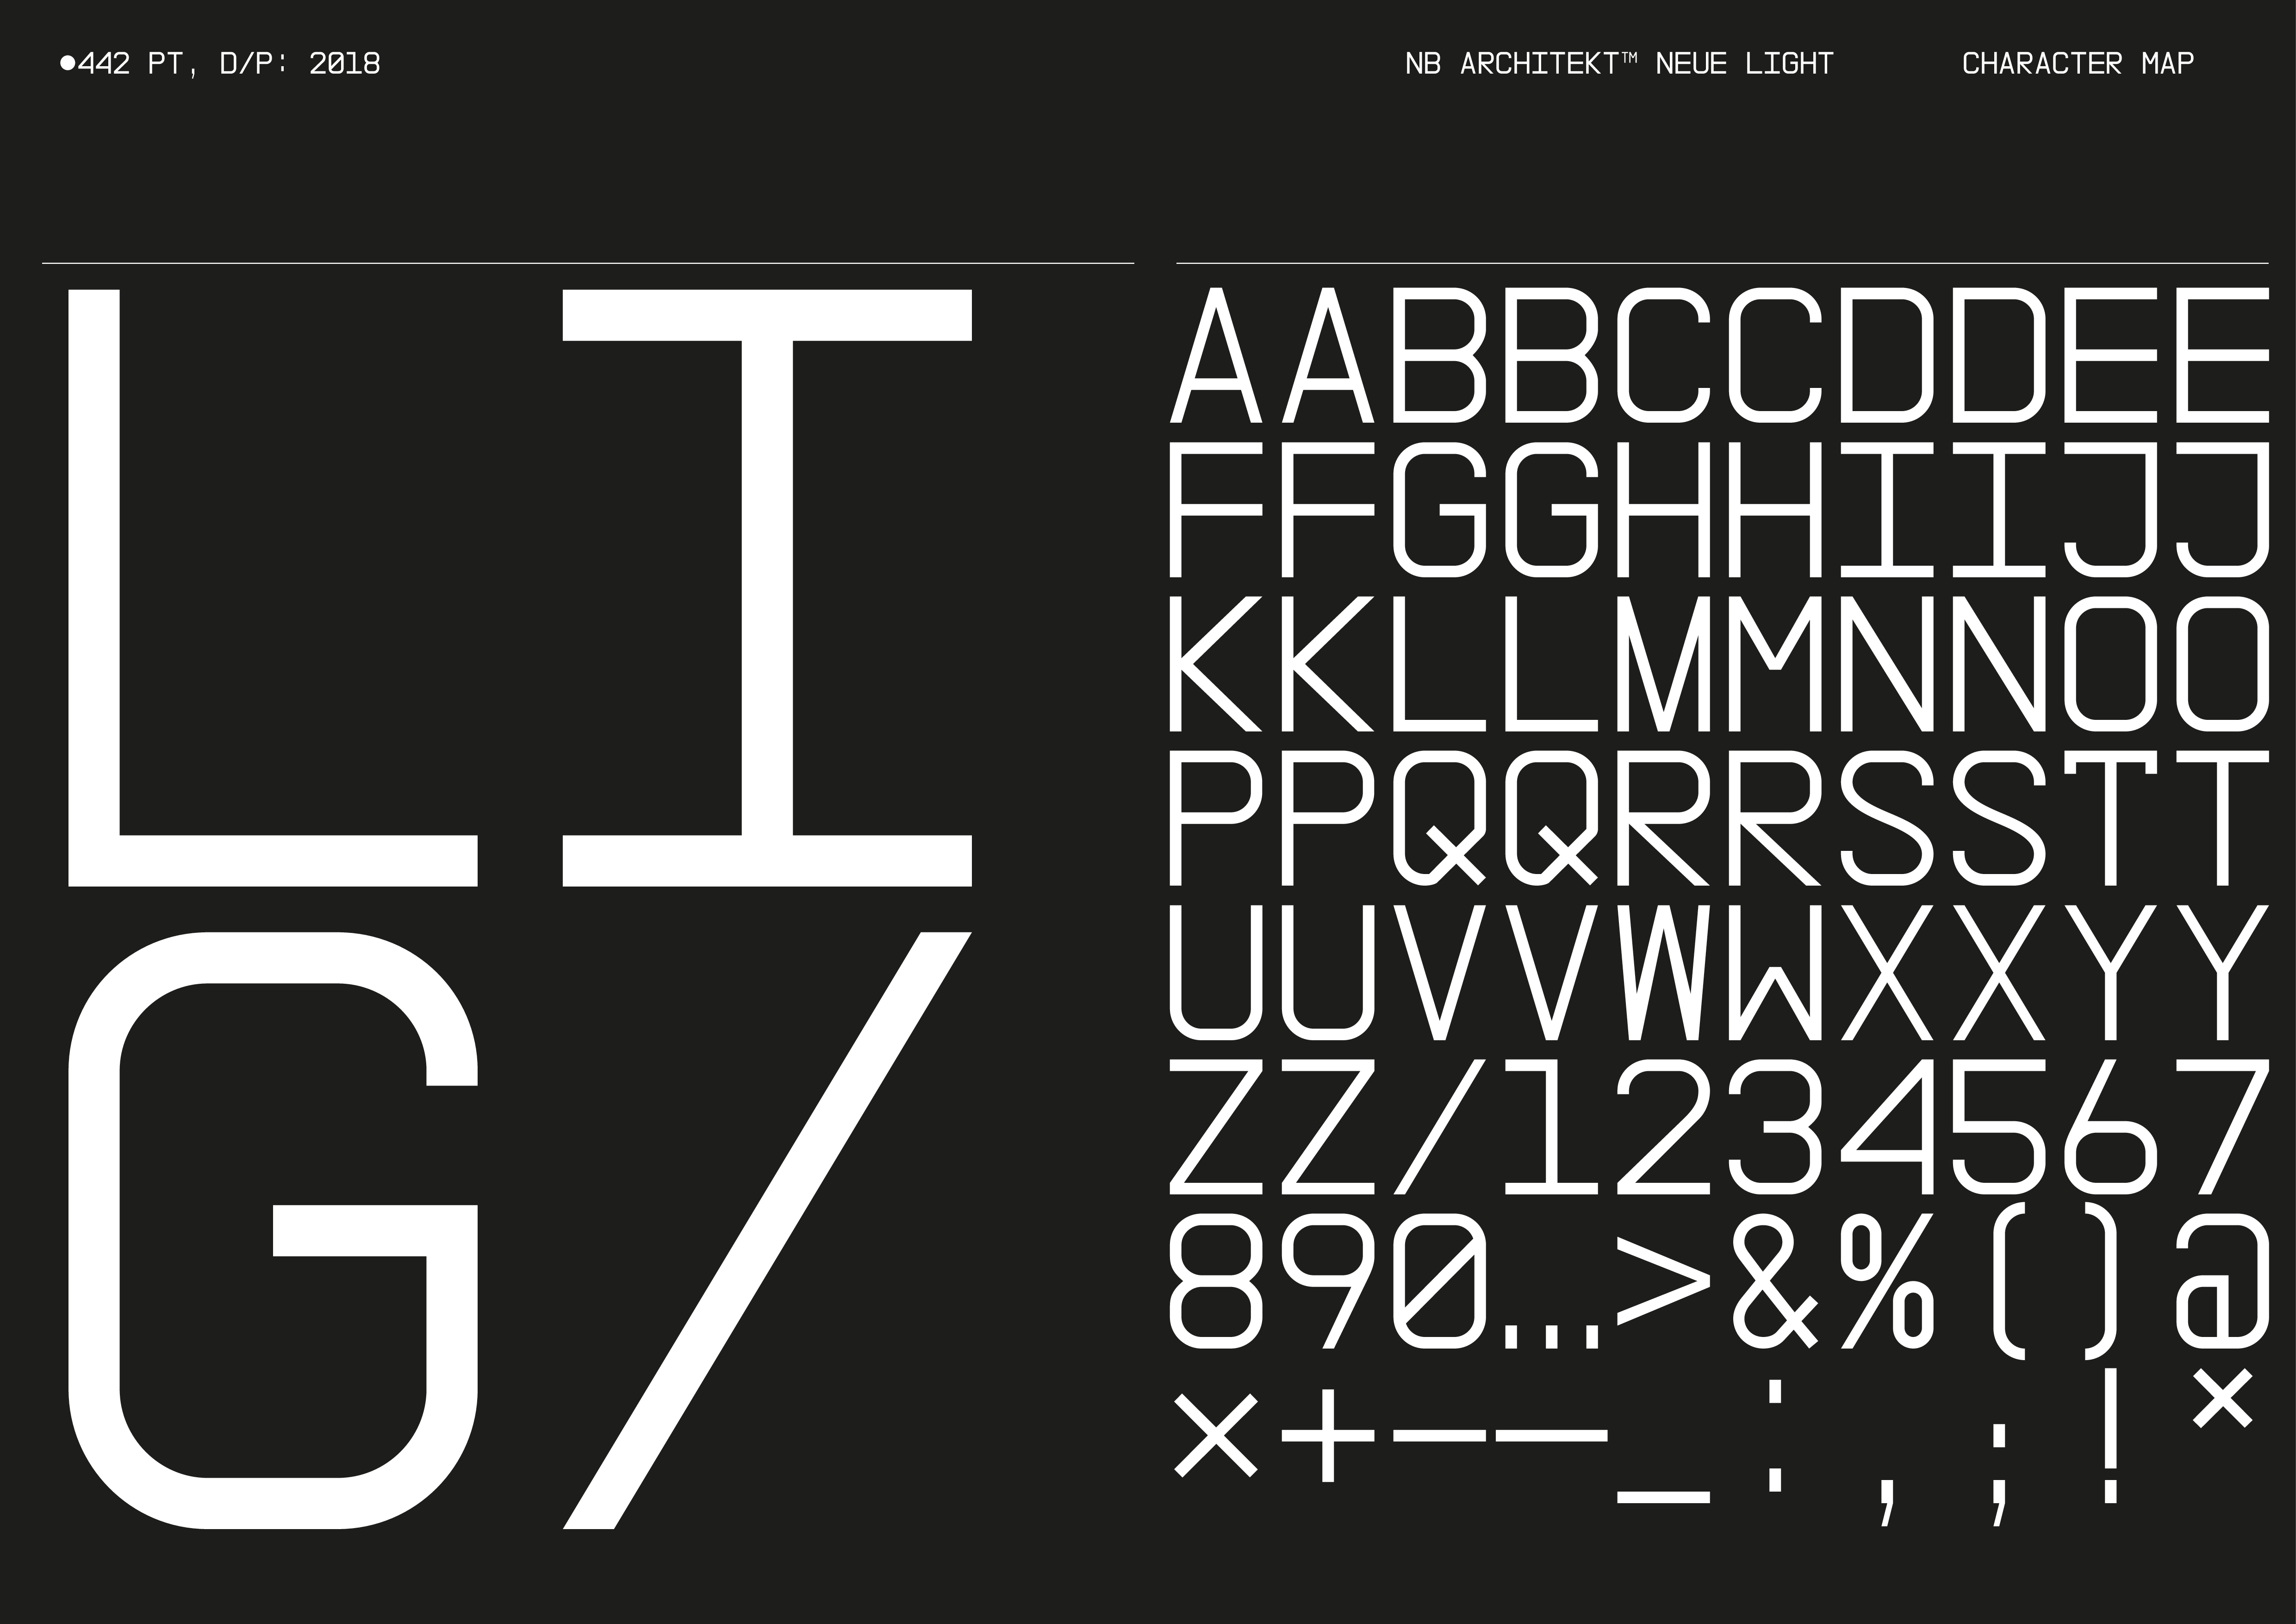 ●442 PT, D/P: 2018
NB ARCHITEKT™ NEUE LIGHT
CHARACTER MAP
LI
G/
AABBCCDDEE
FFGGHHIIJJ
KKLLMMNNOO
PPQQRRSSTT
UUVVWWXXYY
ZZ/1234567
890…>&%()@
×+–—_:,;!*